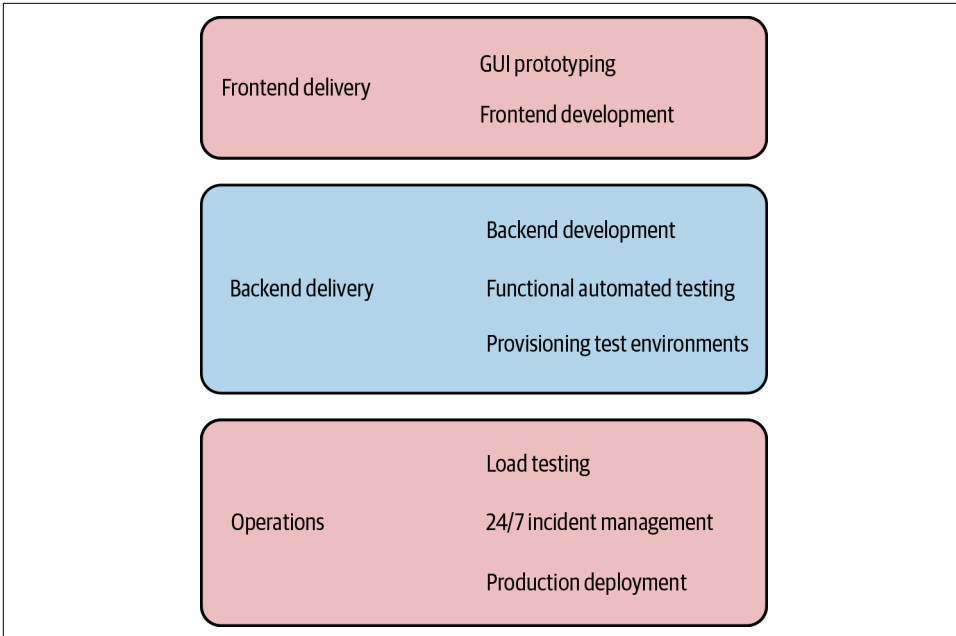 GUI prototyping
Frontend delivery
Frontend development
Backend development
Backend delivery
Functional automated testing
Provisioning test environments
Load testing
Operations
24/7 incident management
Production deployment